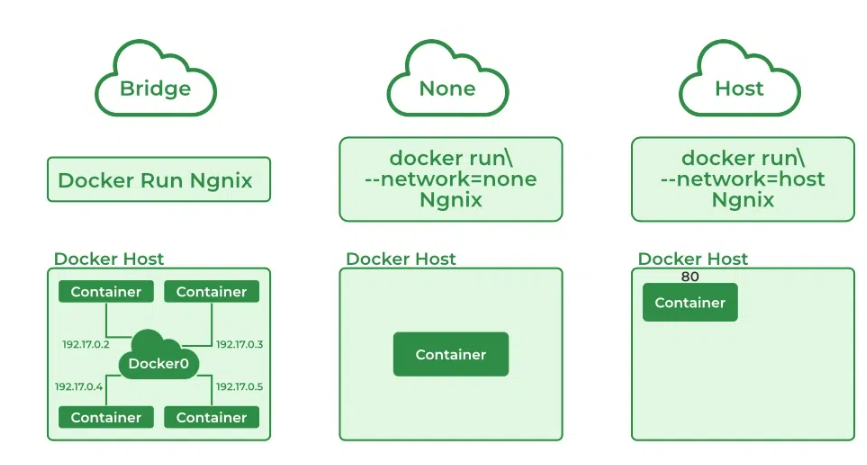 Bridge
None
Host
Docker Run Ngnix
docker run\
--network=none
Ngnix
docker run\
--network=host
Ngnix
Docker Host
Container
Container
192.17.0.2
192.17.0.3
Docker0
192.17.0.4
192.17.0.5
Container
Container
Docker Host
Container
Docker Host
80
Container